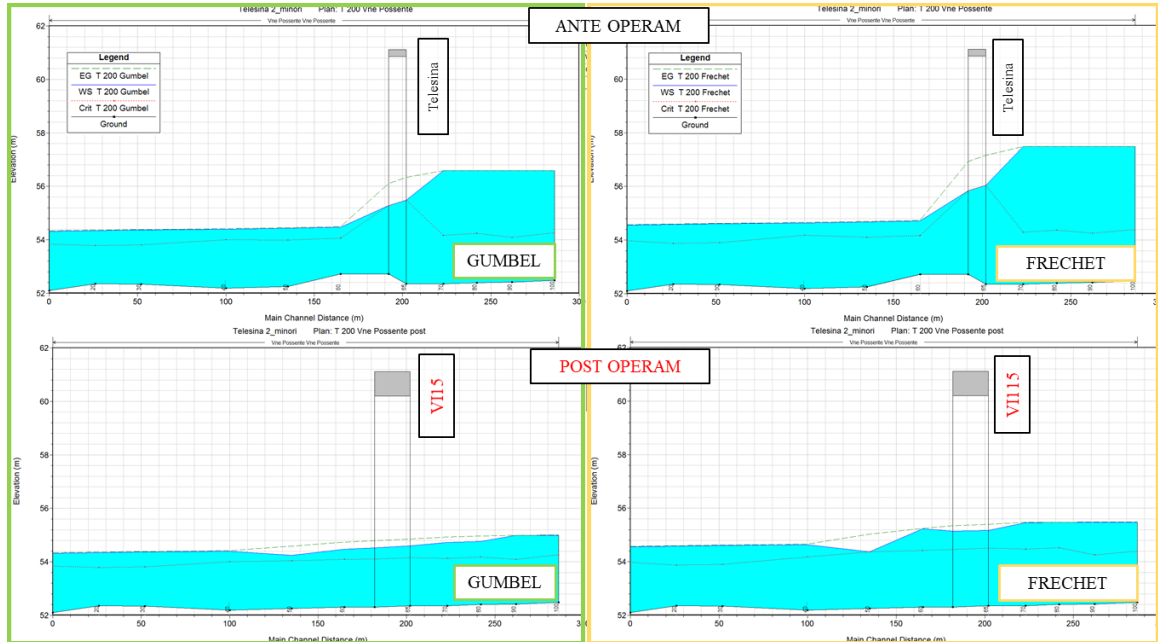 Telesina 2_minori Plan: T 200 Vne Possente
Vne Possente Vne Possente
ANTE OPERAM
Telesina 2_minori Plan: T 200 Vne Possente
Vne Possente Vne Possente
Legend
EG T 200 Gumbel
WS T 200 Gumbel
Crit T 200 Gumbel
Ground
Telesina
GUMBEL
62
60
58
56
54
52
Elevation (m)
0 50 100 150 200 250
Main Channel Distance (m)
Legend
EG T 200 Frechet
WS T 200 Frechet
Crit T 200 Frechet
Ground
Telesina
FRECHET
62
60
58
56
54
52
Elevation (m)
0 50 100 150 200 250
Main Channel Distance (m)
Telesina 2_minori Plan: T 200 Vne Possente post
Vne Possente Vne Possente
POST OPERAM
Telesina 2_minori Plan: T 200 Vne Possente post
Vne Possente Vne Possente
VI15
GUMBEL
62
60
58
56
54
52
Elevation (m)
0 50 100 150 200 250
Main Channel Distance (m)
VI115
FRECHET
62
60
58
56
54
52
Elevation (m)
0 50 100 150 200 250
Main Channel Distance (m)